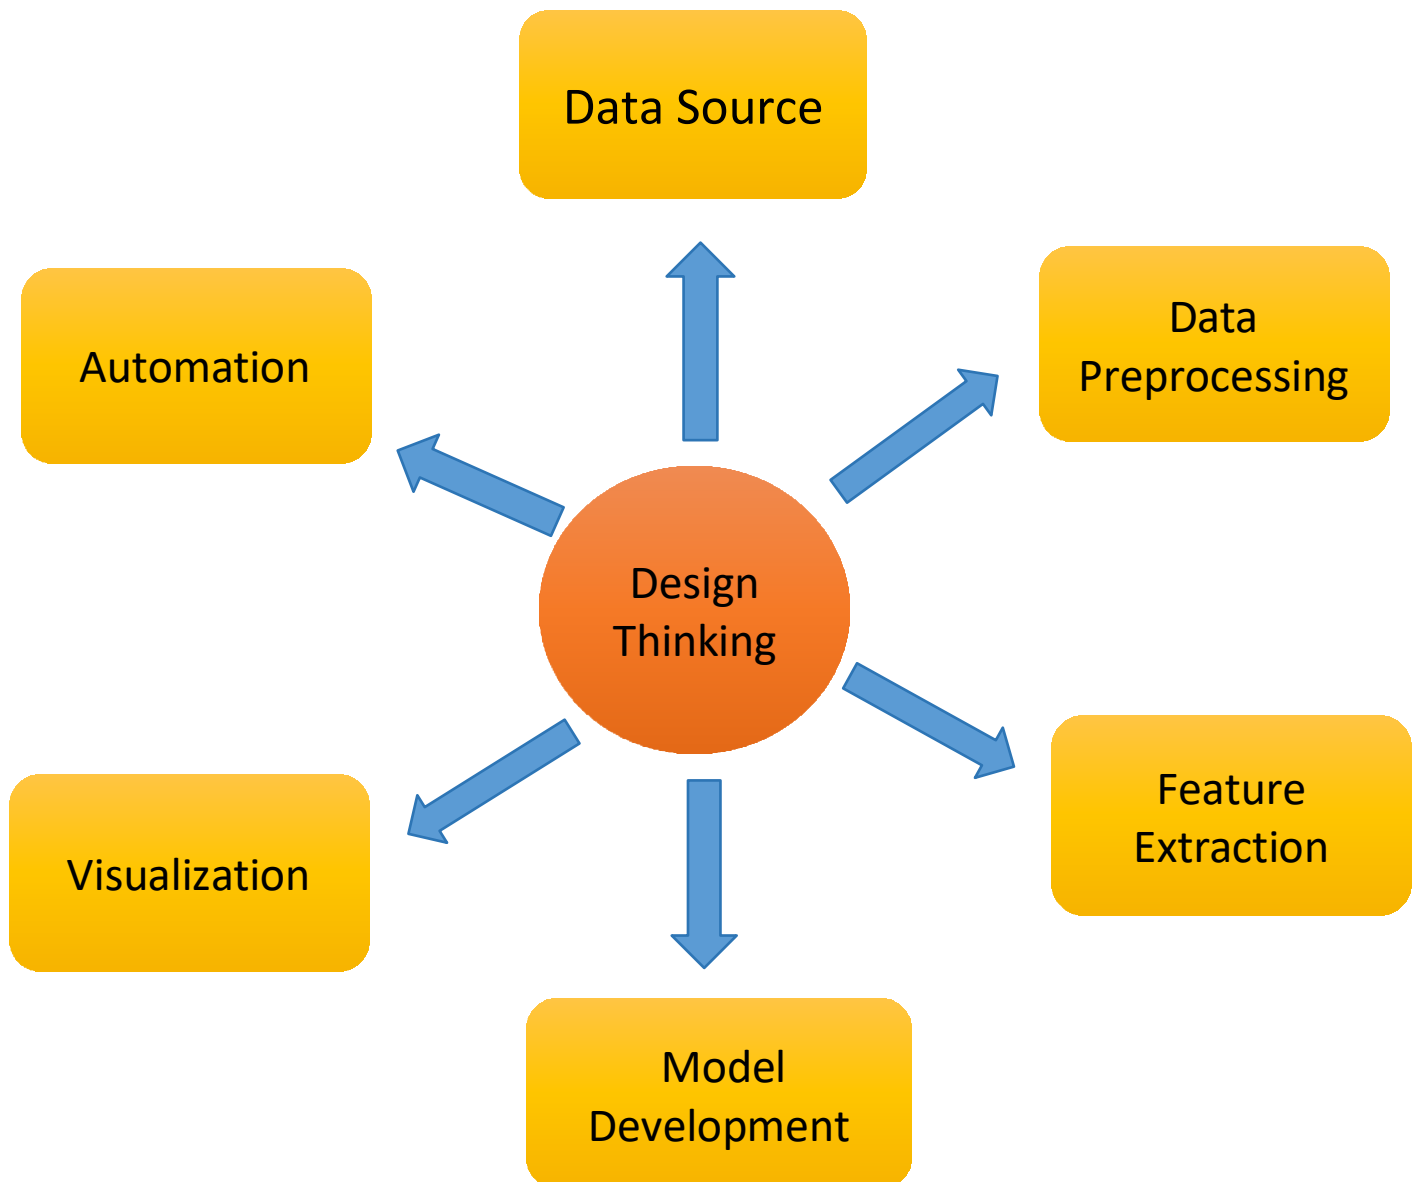 Data Source
Data
Preprocessing
Automation
Design
Thinking
Feature
Extraction
Visualization
Model
Development